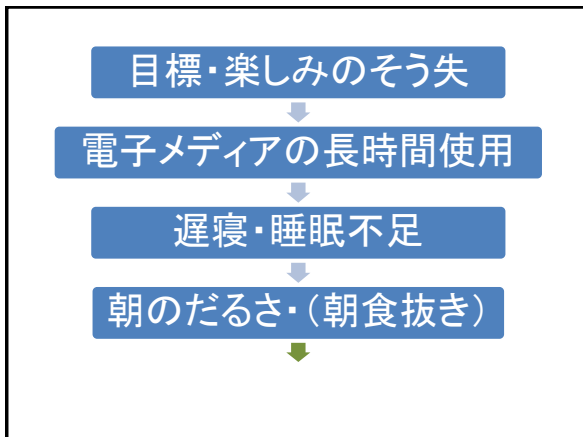 目標・楽しみのそう失
電子メディアの長時間使用
遅寝・睡眠不足
朝のだるさ・（朝食抜き）